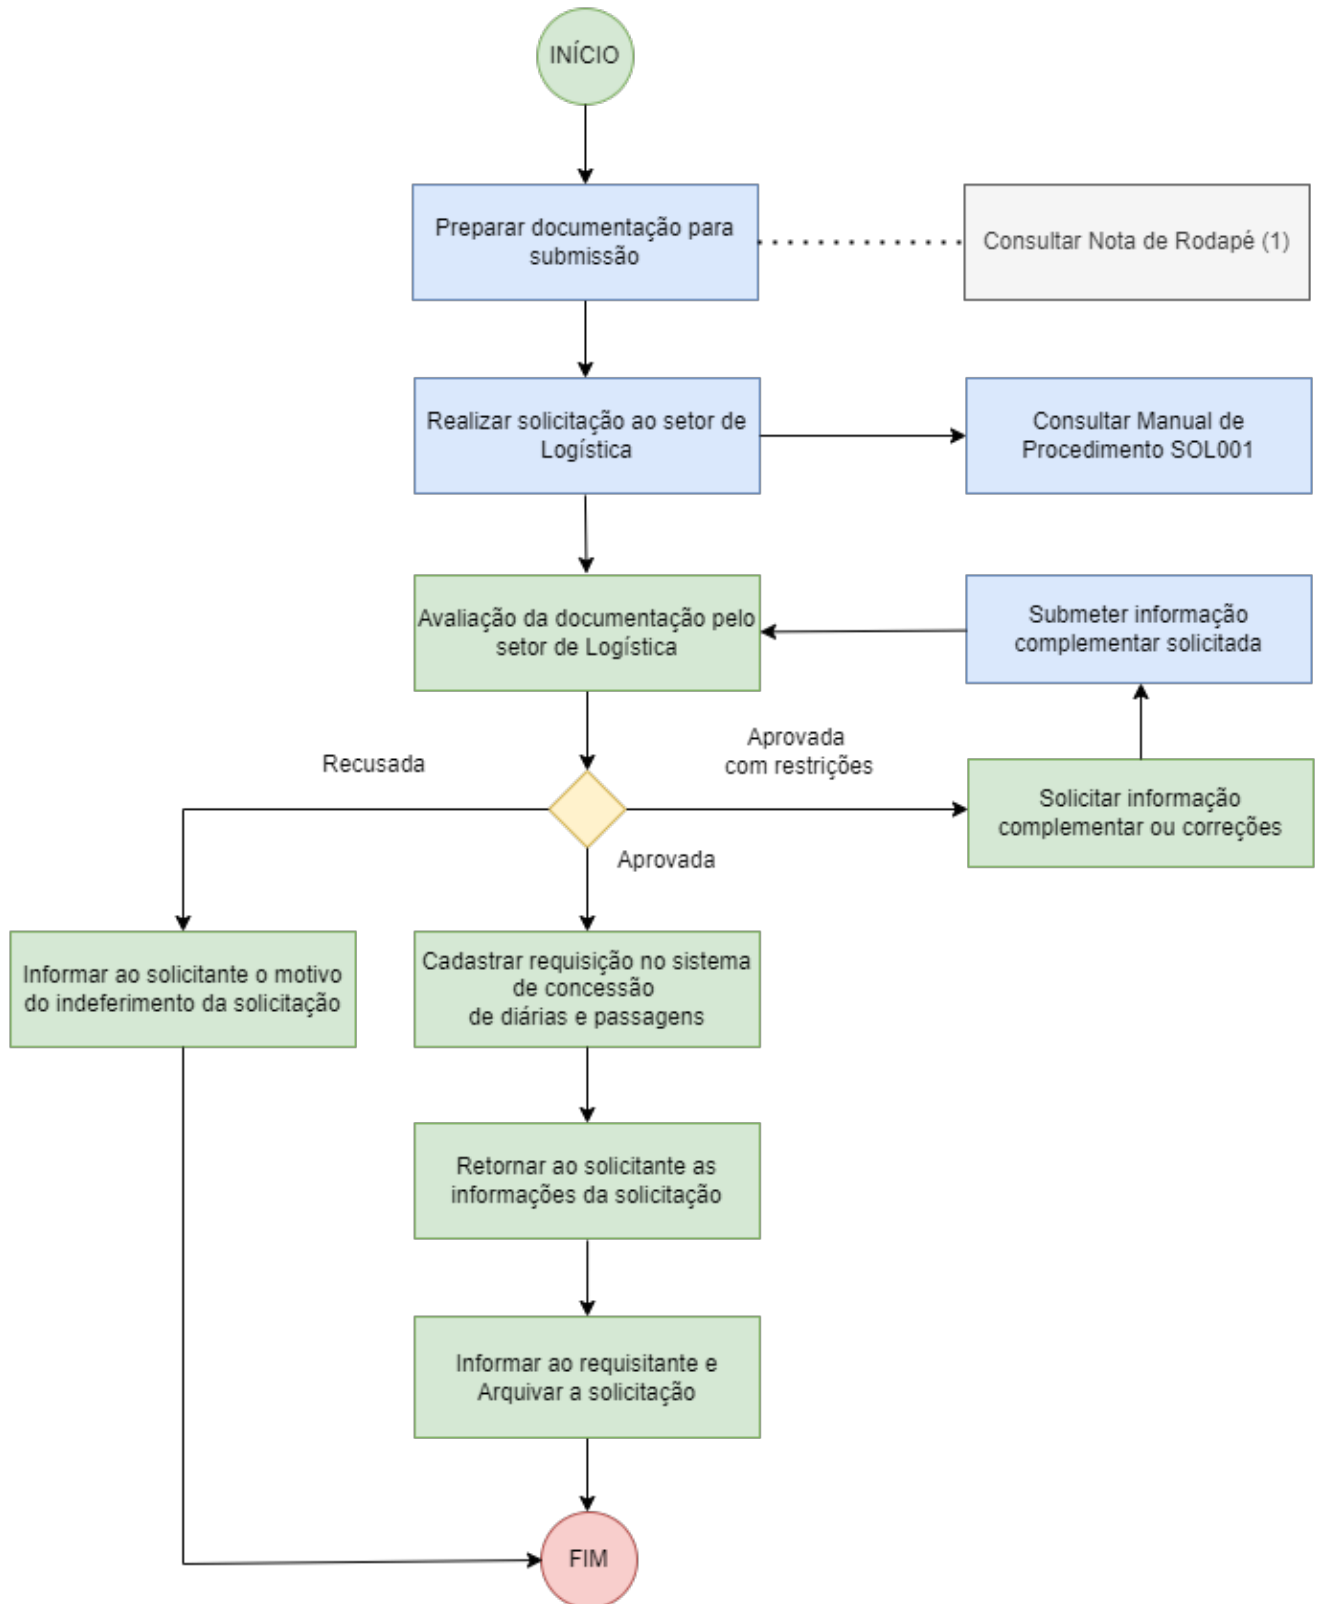 INÍCIO
Preparar documentação para
submissão
Consultar Nota de Rodapé (1)
Realizar solicitação ao setor de
Logística
Consultar Manual de
Procedimento SOL001
Avaliação da documentação pelo
setor de Logística
Submeter informação
complementar solicitada
Recusada
Aprovada
com restrições
Solicitar informação
complementar ou correções
Aprovada
Informar ao solicitante o motivo
do indeferimento da solicitação
Cadastrar requisição no sistema
de concessão
de diárias e passagens
Retornar ao solicitante as
informações da solicitação
Informar ao requisitante e
Arquivar a solicitação
FIM